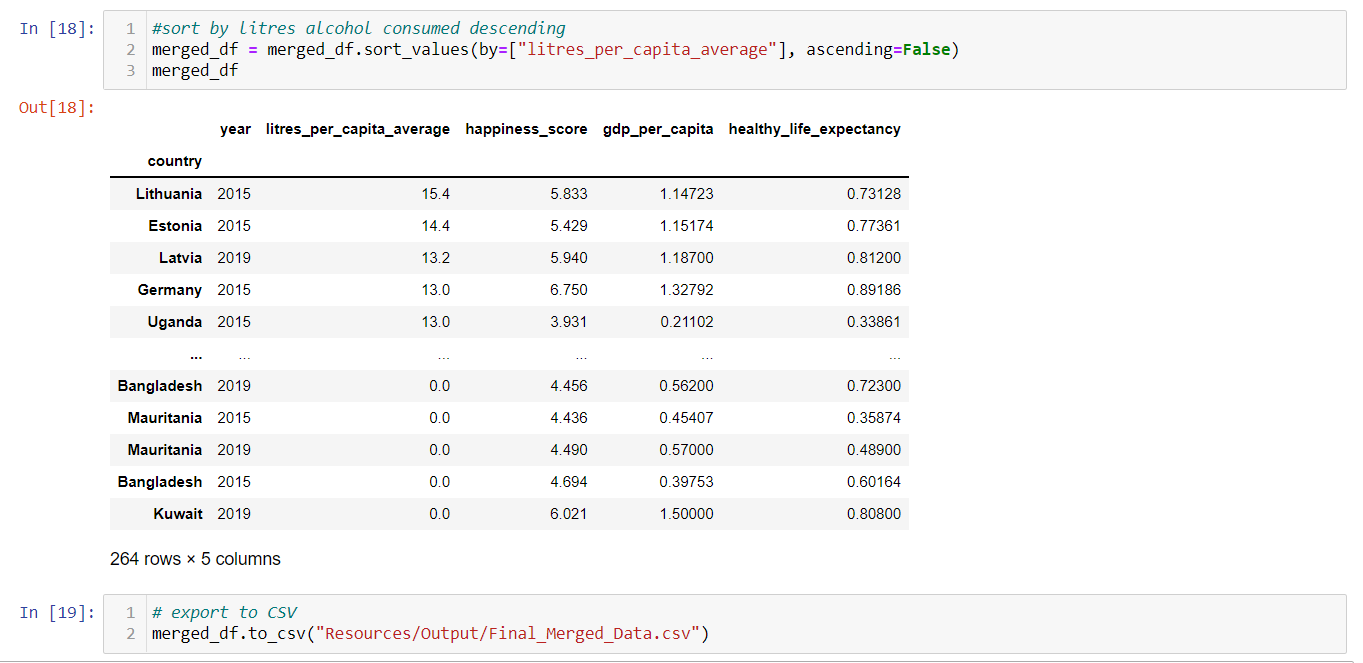 In [18]: 1 #sort by litres alcohol consumed descending
2 merged_df = merged_df.sort_values(by=["litres_per_capita_average"], ascending=False)
3 merged_df
Out[18]:
year litres_per_capita_average happiness_score gdp_per_capita healthy_life_expectancy
country
Lithuania 2015 15.4 5.833 1.14723 0.73128
Estonia 2015 14.4 5.429 1.15174 0.77361
Latvia 2019 13.2 5.940 1.18700 0.81200
Germany 2015 13.0 6.750 1.32792 0.89186
Uganda 2015 13.0 3.931 0.21102 0.33861
... ... ... ... ... ...
Bangladesh 2019 0.0 4.456 0.56200 0.72300
Mauritania 2015 0.0 4.436 0.45407 0.35874
Mauritania 2019 0.0 4.490 0.57000 0.48900
Bangladesh 2015 0.0 4.694 0.39753 0.60164
Kuwait 2019 0.0 6.021 1.50000 0.80800
264 rows × 5 columns
In [19]: 1 # export to CSV
2 merged_df.to_csv("Resources/Output/Final_Merged_Data.csv")